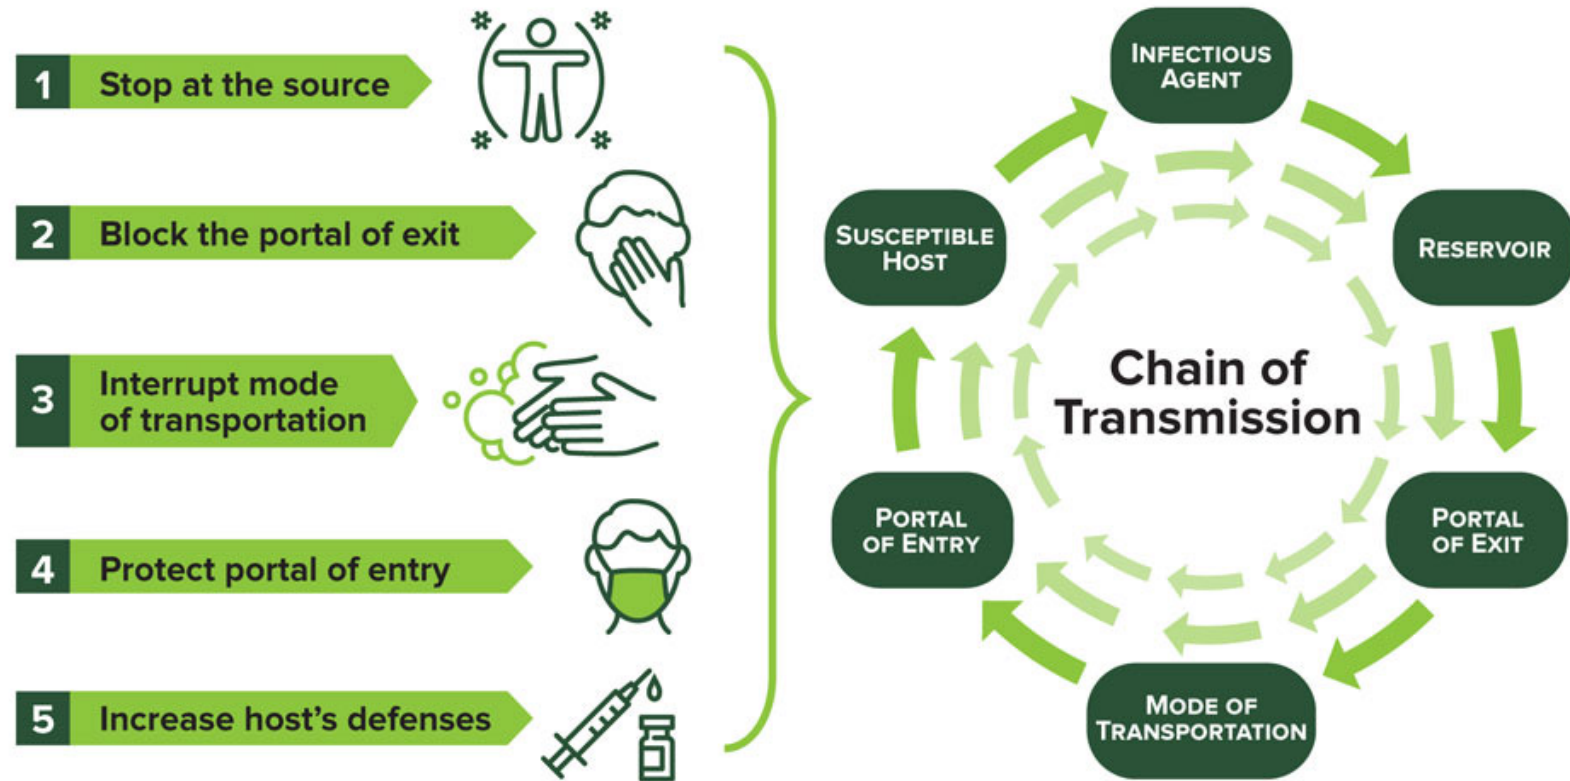 1 Stop at the source
2 Block the portal of exit
3 Interrupt mode
of transportation
4 Protect portal of entry
5 Increase host's defenses
INFECTIOUS
AGENT
RESERVOIR
PORTAL
OF EXIT
MODE OF
TRANSPORTATION
PORTAL
OF ENTRY
SUSCEPTIBLE
HOST
Chain of
Transmission